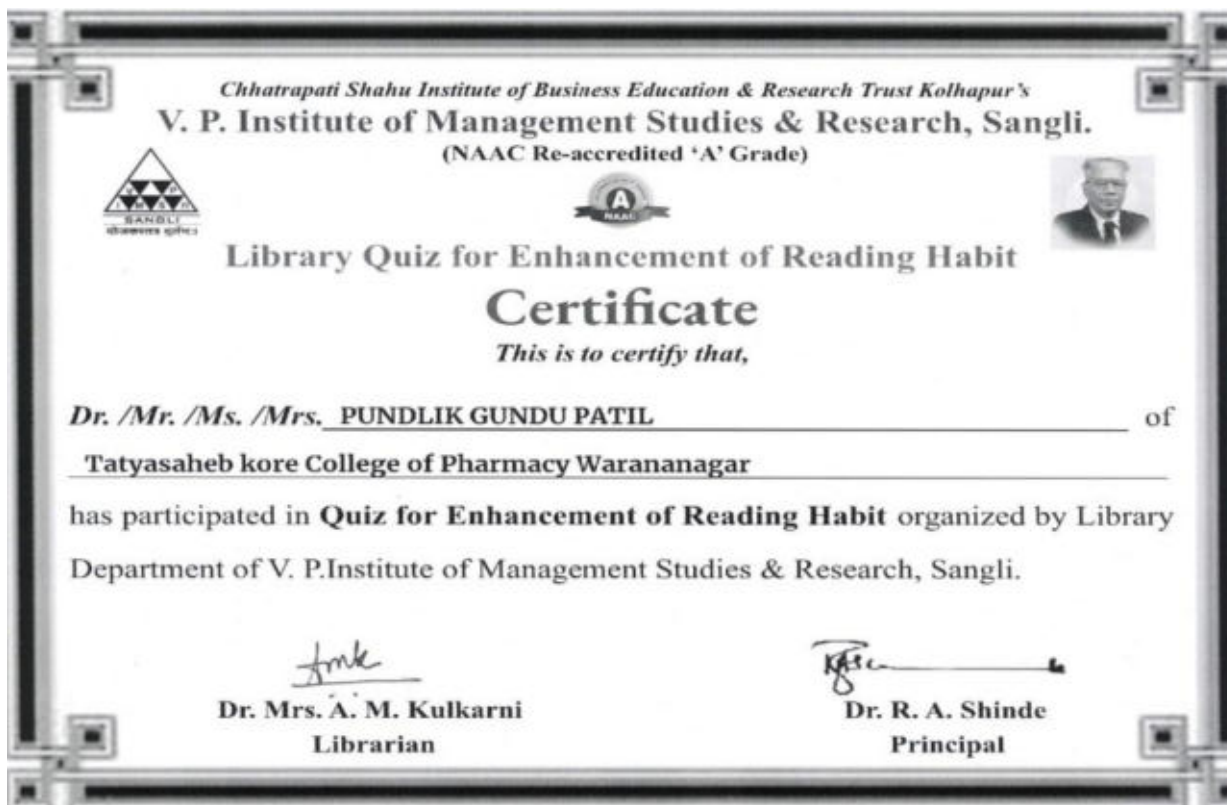 Chhatrapati Shahu Institute of Business Education & Research Trust Kolhapur's
V. P. Institute of Management Studies & Research, Sangli.
(NAAC Re-accredited 'A' Grade)
V P
I M S R
SANGLI
A
NAAC
Library Quiz for Enhancement of Reading Habit
Certificate
This is to certify that,
Dr. /Mr. /Ms. /Mrs. PUNDLIK GUNDU PATIL of
Tatyasaheb kore College of Pharmacy Warananagar
has participated in Quiz for Enhancement of Reading Habit organized by Library
Department of V. P.Institute of Management Studies & Research, Sangli.
Dr. Mrs. A. M. Kulkarni
Librarian
Dr. R. A. Shinde
Principal